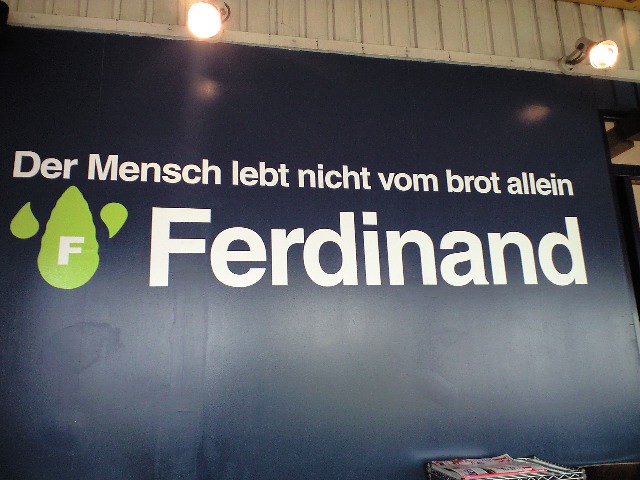 Der Mensch lebt nicht vom brot allein
F
Ferdinand